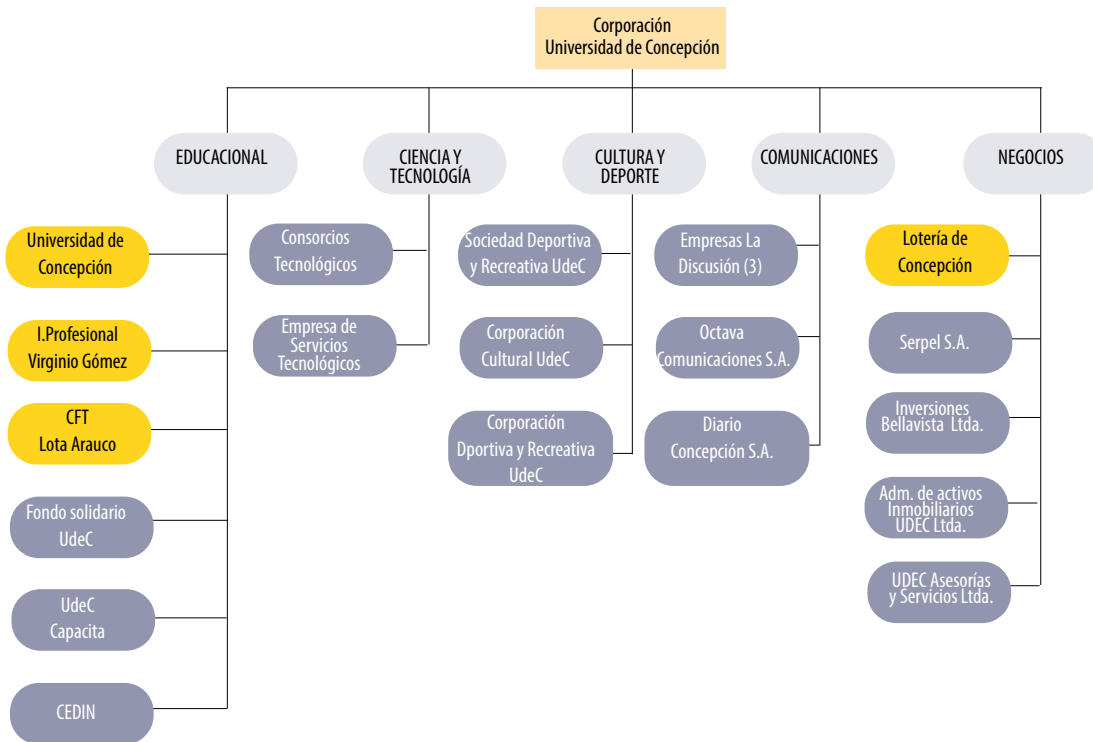 Corporación
Universidad de Concepción
EDUCACIONAL
CIENCIA Y
TECNOLOGÍA
CULTURA Y
DEPORTE
COMUNICACIONES
NEGOCIOS
Universidad de
Concepción
I.Profesional
Virginio Gómez
CFT
Lota Arauco
Fondo solidario
UdeC
UdeC
Capacita
CEDIN
Consorcios
Tecnológicos
Empresa de
Servicios
Tecnológicos
Sociedad Deportiva
y Recreativa UdeC
Corporación
Cultural UdeC
Corporación
Dportiva y Recreativa
UdeC
Empresas La
Discusión (3)
Octava
Comunicaciones S.A.
Diario
Concepción S.A.
Lotería de
Concepción
Serpel S.A.
Inversiones
Bellavista Ltda.
Adm. de activos
Inmobiliarios
UDEC Ltda.
UDEC Asesorías
y Servicios Ltda.